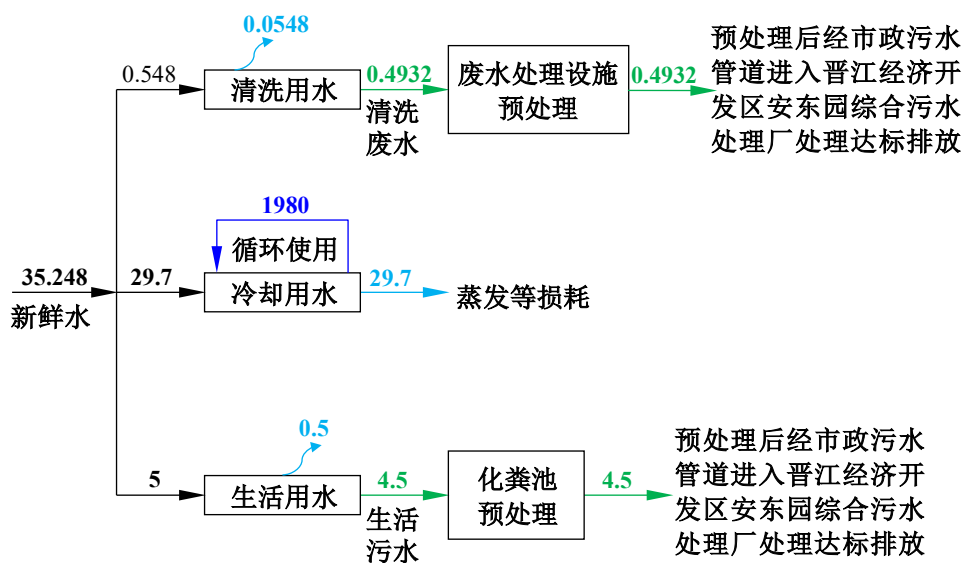 0.0548
0.548
清洗用水
0.4932
清洗
废水
废水处理设施
预处理
0.4932
预处理后经市政污水
管道进入晋江经济开
发区安东园综合污水
处理厂处理达标排放
1980
循环使用
35.248
新鲜水
29.7
冷却用水
29.7
蒸发等损耗
0.5
5
生活用水
4.5
生活
污水
化粪池
预处理
4.5
预处理后经市政污水
管道进入晋江经济开
发区安东园综合污水
处理厂处理达标排放